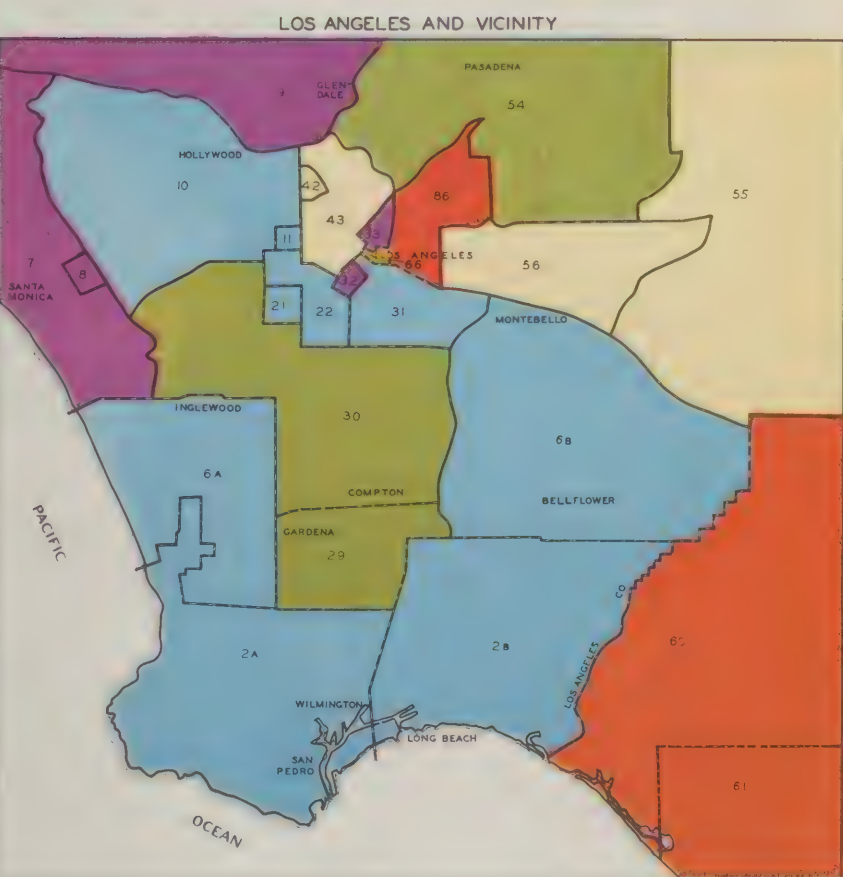 LOS ANGELES AND VICINITY
PASADENA
GLEN-
DALE
54
HOLLYWOOD
10
42
86
55
43
11
S ANGELES
66
56
7
8
SANTA
MONICA
32
21
22
31
MONTEBELLO
INGLEWOOD
30
6B
6A
COMPTON
BELLFLOWER
GARDENA
PACIFIC
29
CO
LOS ANGELES
2A
2B
WILMINGTON
LONG BEACH
SAN
PEDRO
61
OCEAN